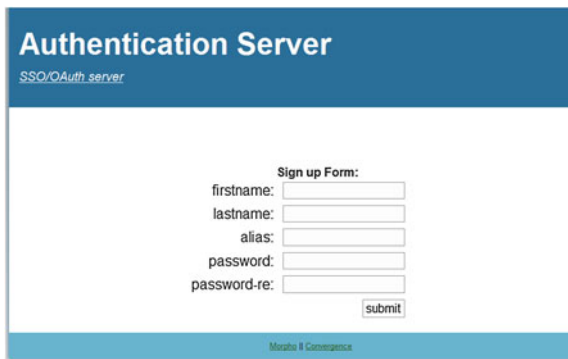 Authentication Server
SSO/OAuth server
Sign up Form:
firstname:
lastname:
alias:
password:
password-re:
submit
Morpho || Convergence